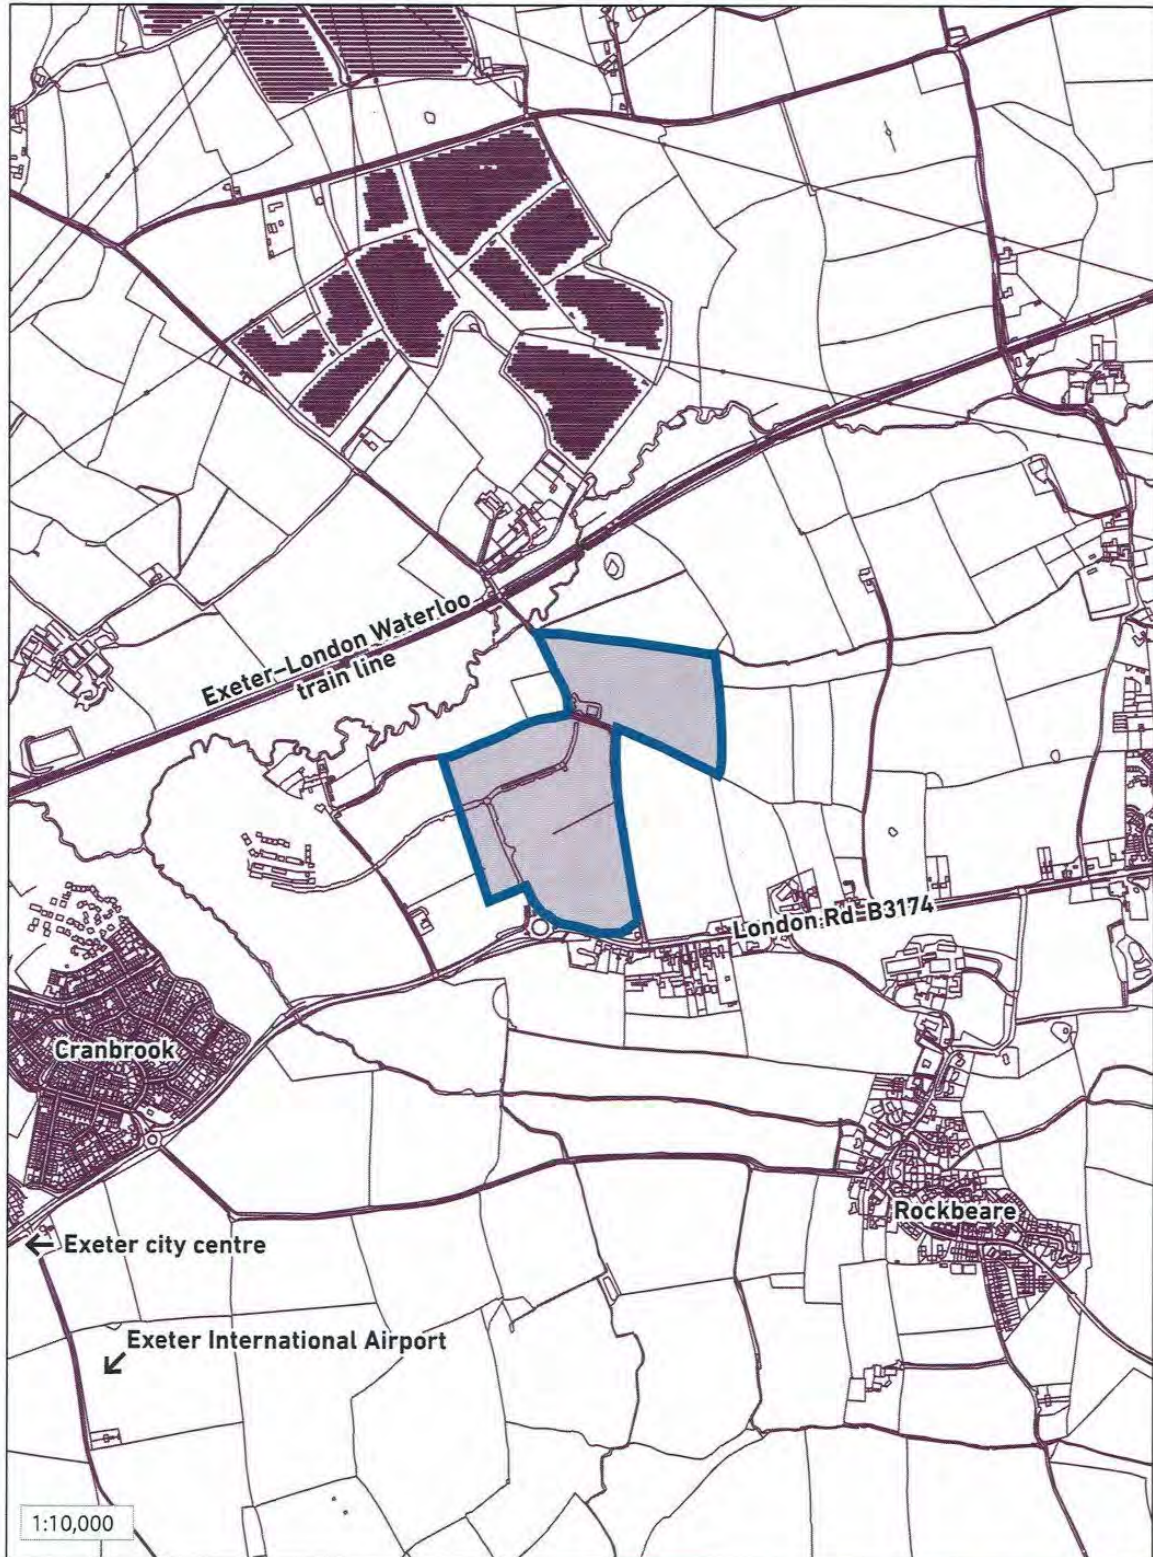 Exeter–London Waterloo
train line
London Rd B3174
Cranbrook
Rockbeare
← Exeter city centre
Exeter International Airport
↙
1:10,000